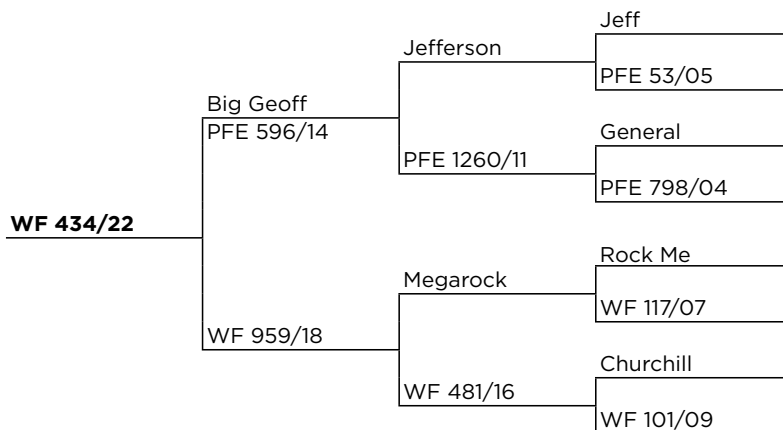 Jeff
Jefferson
PFE 53/05
Big Geoff
PFE 596/14
General
PFE 1260/11
PFE 798/04
WF 434/22
Rock Me
Megarock
WF 117/07
WF 959/18
Churchill
WF 481/16
WF 101/09